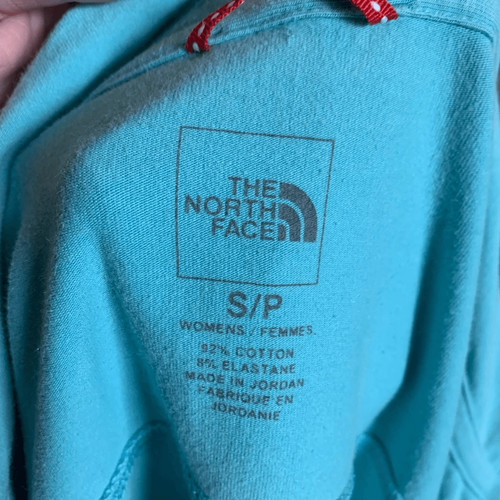 THE
NORTH
FACE
S/P
WOMENS / FEMMES
92% COTTON
8% ELASTANE
MADE IN JORDAN
FABRIQUE EN
JORDANIE